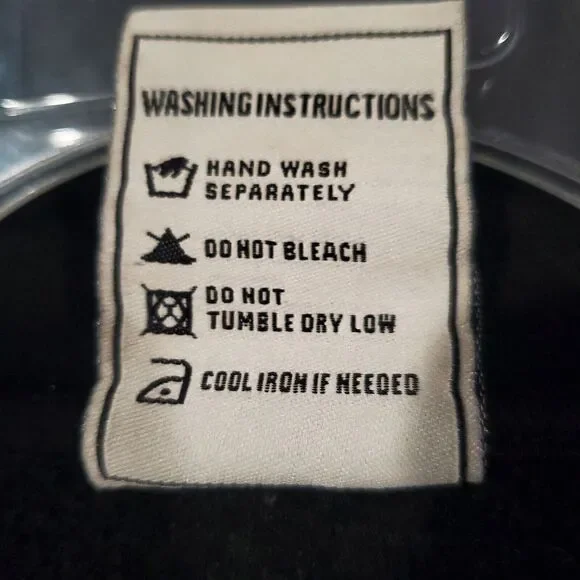 WASHING INSTRUCTIONS
HAND WASH
SEPARATELY
DO NOT BLEACH
DO NOT
TUMBLE DRY LOW
COOL IRON IF NEEDED